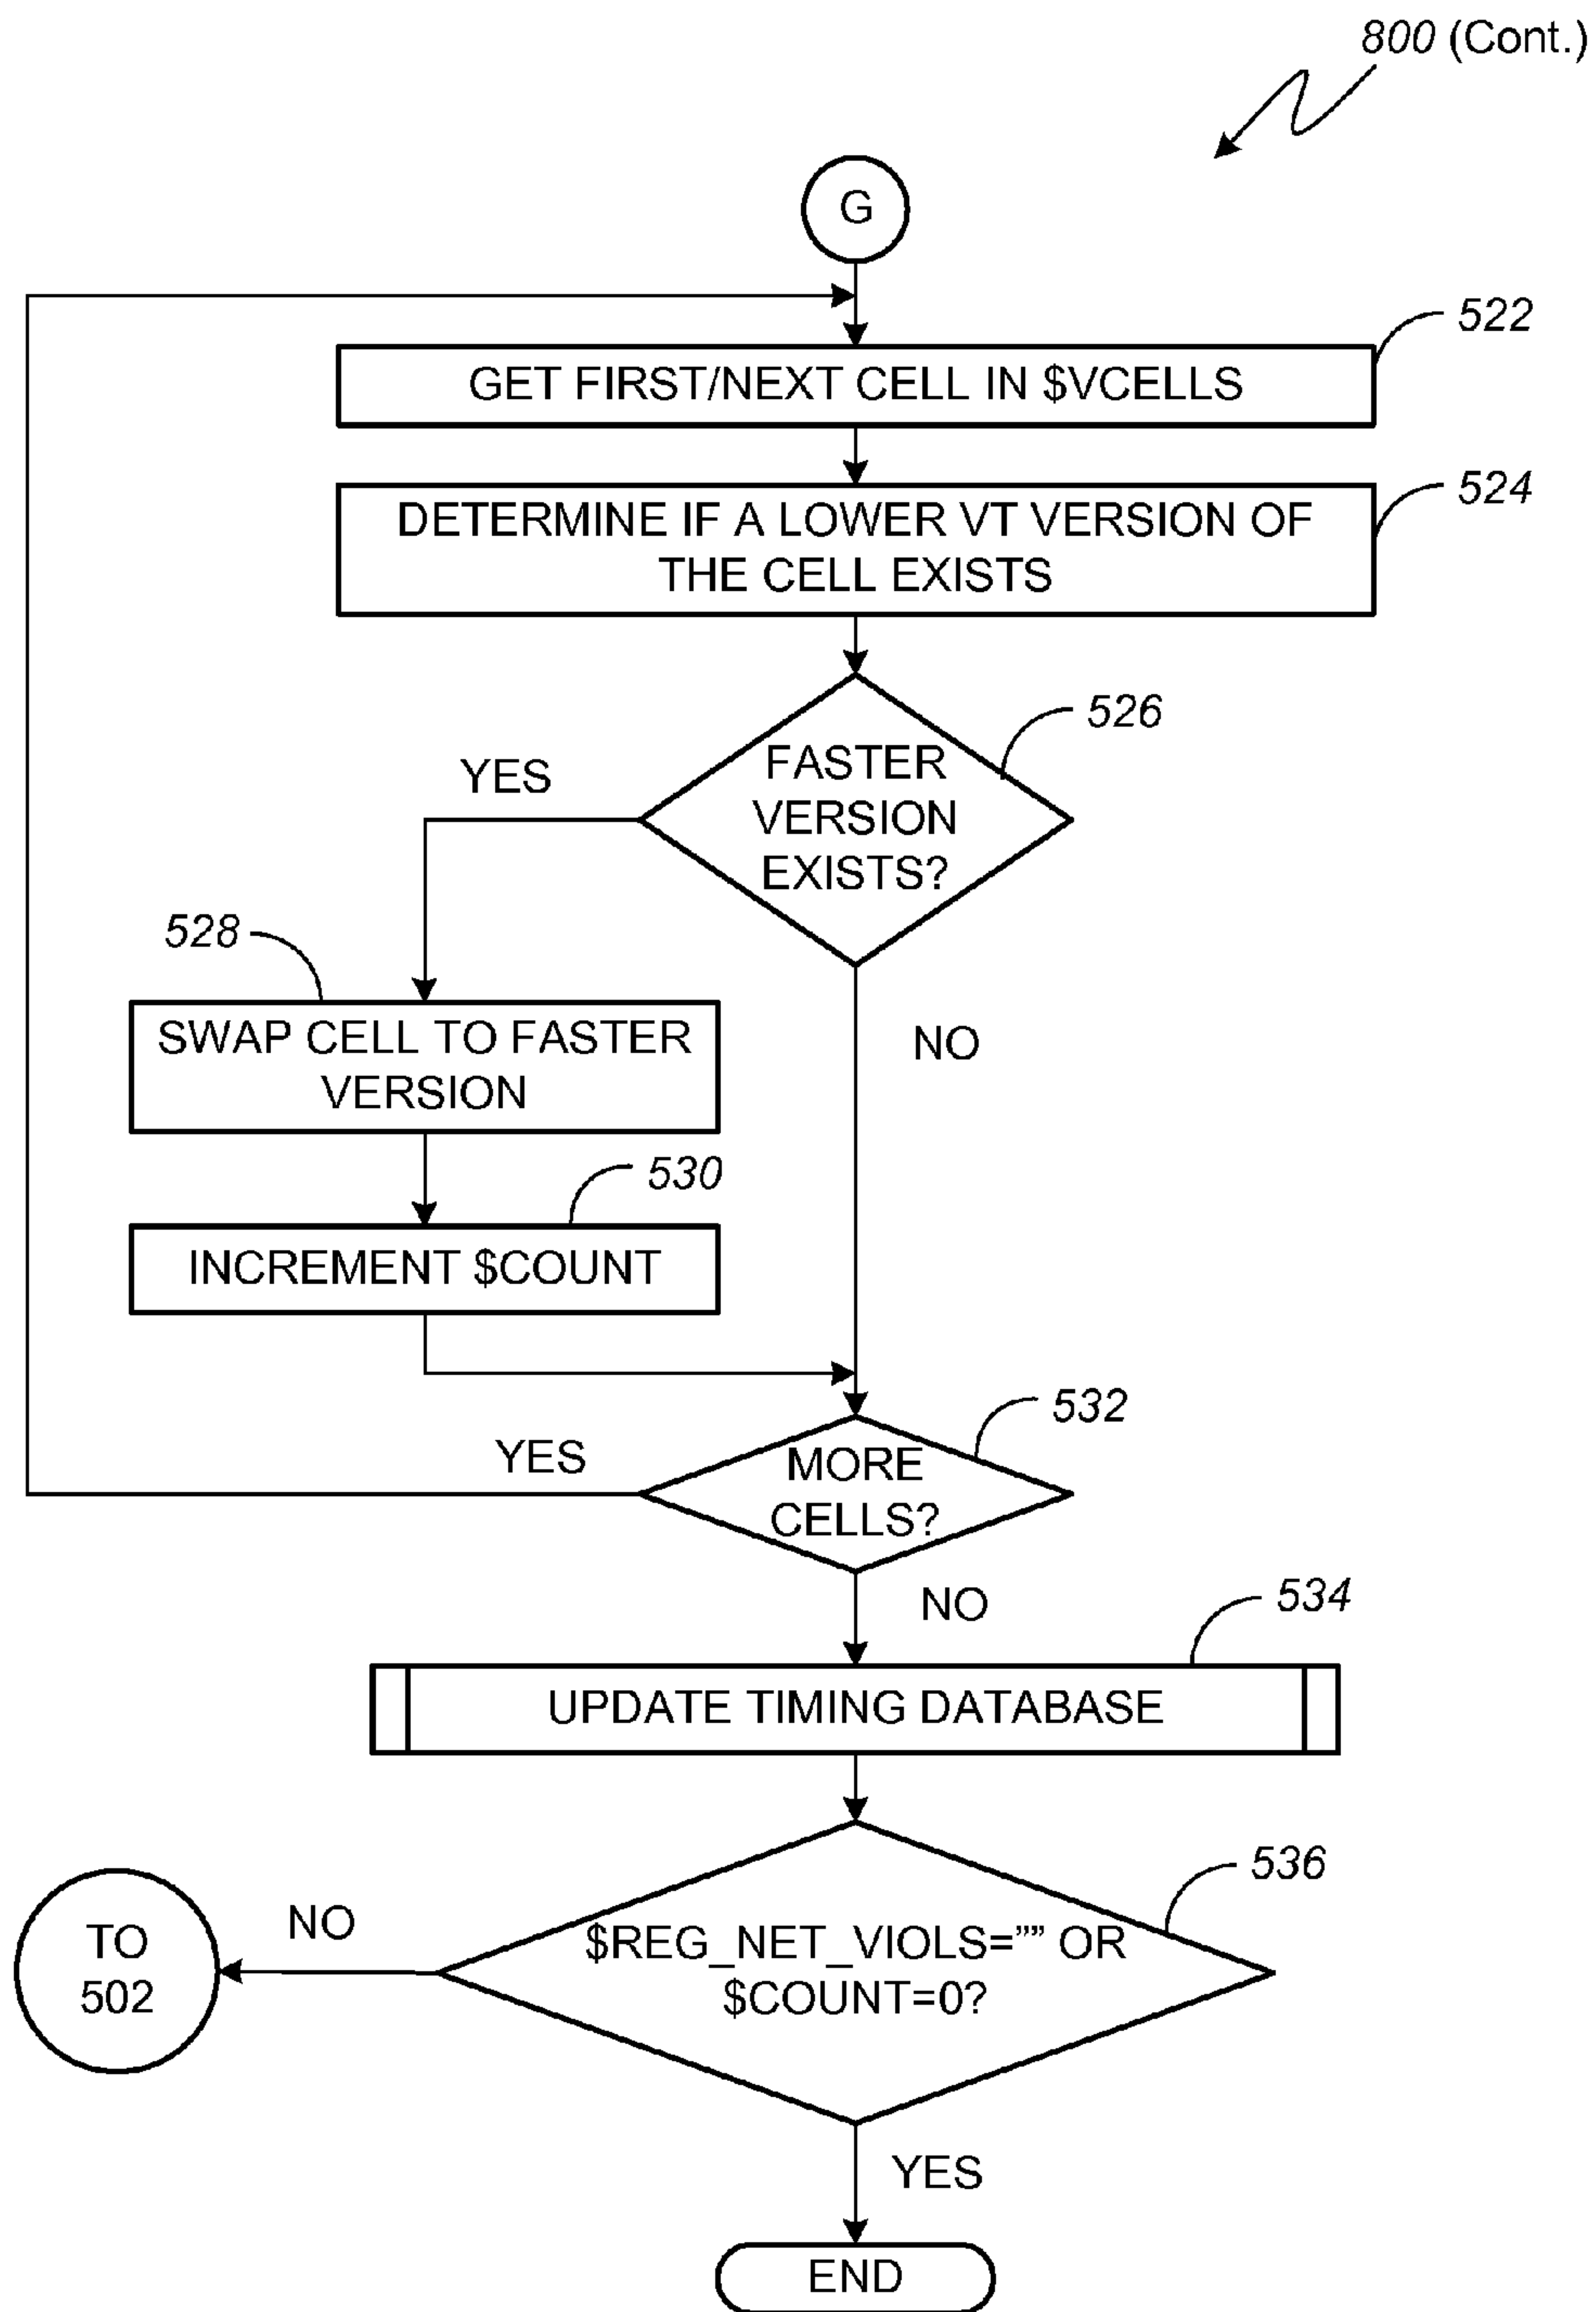 800 (Cont.)
G
522
GET FIRST/NEXT CELL IN $VCELLS
524
DETERMINE IF A LOWER VT VERSION OF
THE CELL EXISTS
526
FASTER
VERSION
EXISTS?
YES
528
SWAP CELL TO FASTER
VERSION
NO
530
INCREMENT $COUNT
532
YES
MORE
CELLS?
NO
534
UPDATE TIMING DATABASE
536
TO
502
NO
$REG_NET_VIOLS=”” OR
$COUNT=0?
YES
END